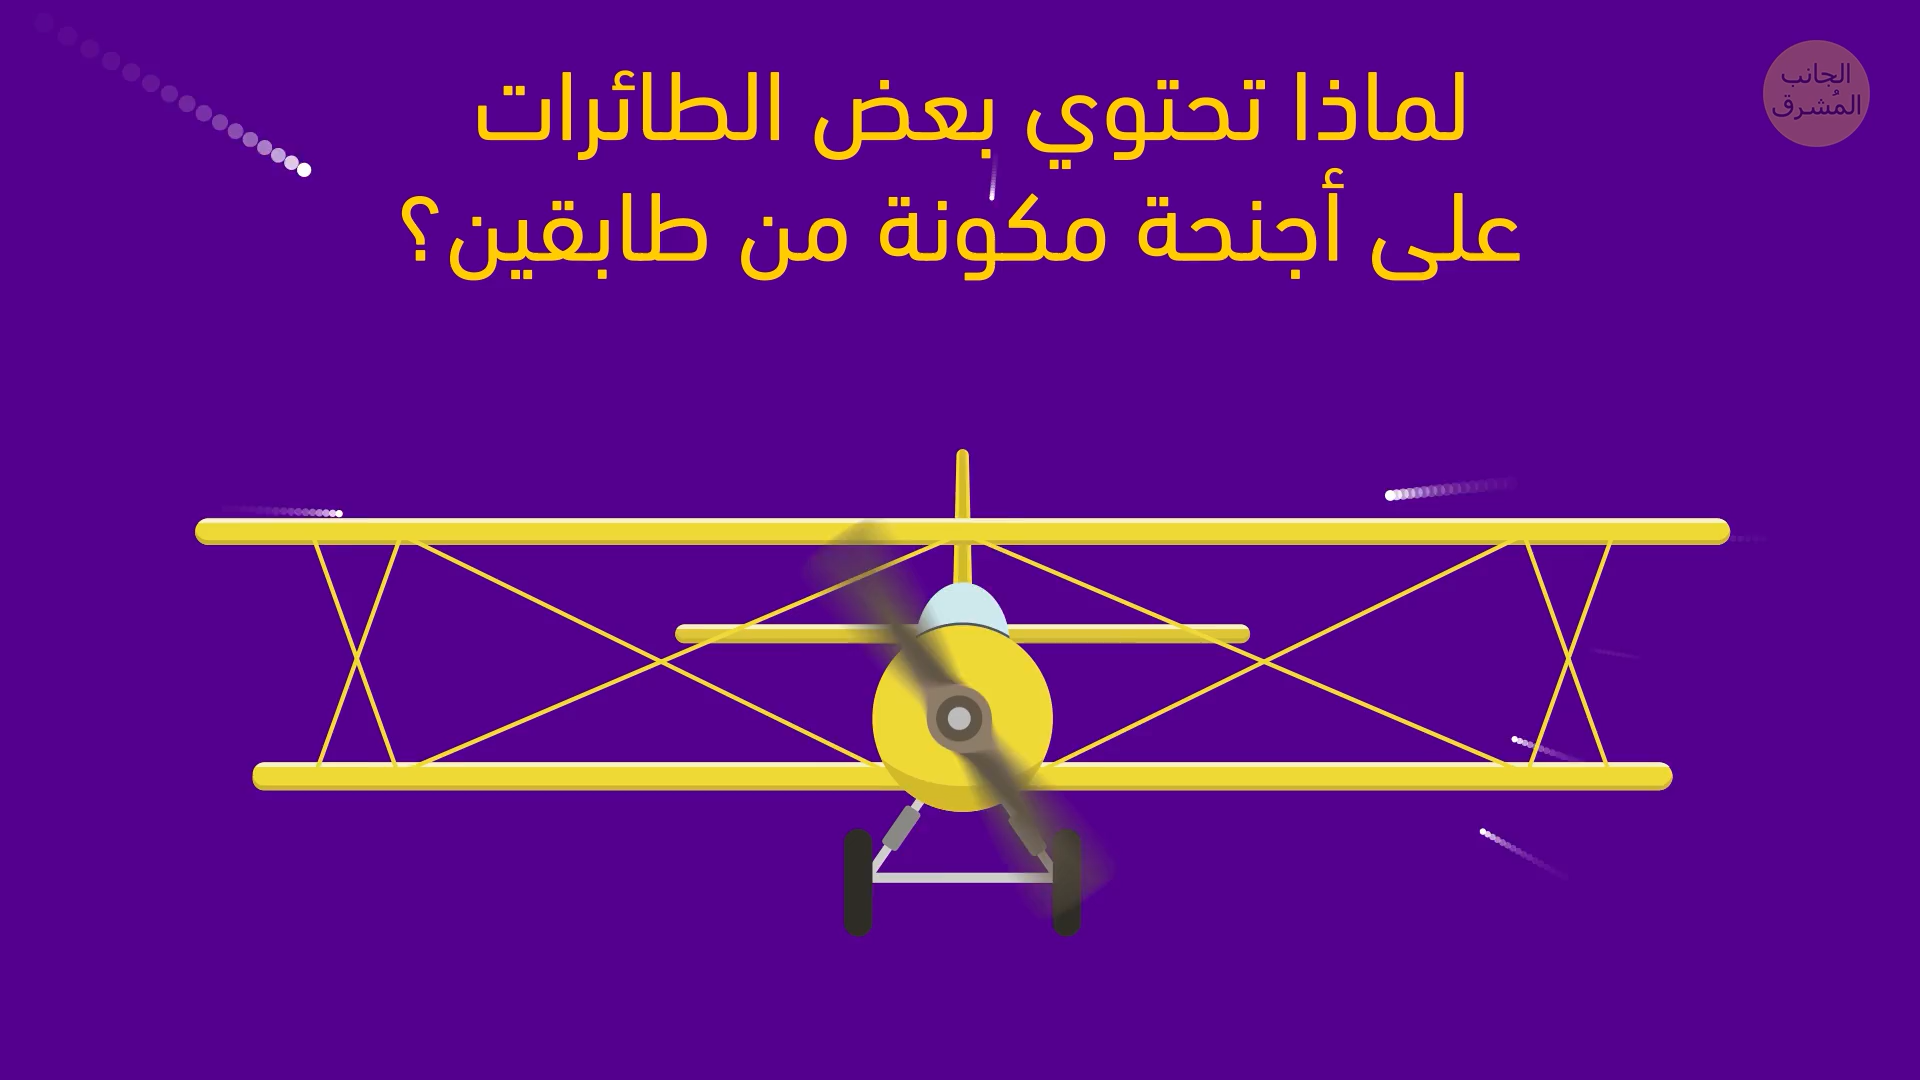 لماذا تحتوي بعض الطائرات
على أجنحة مكونة من طابقين؟
الجانب
المُشرق